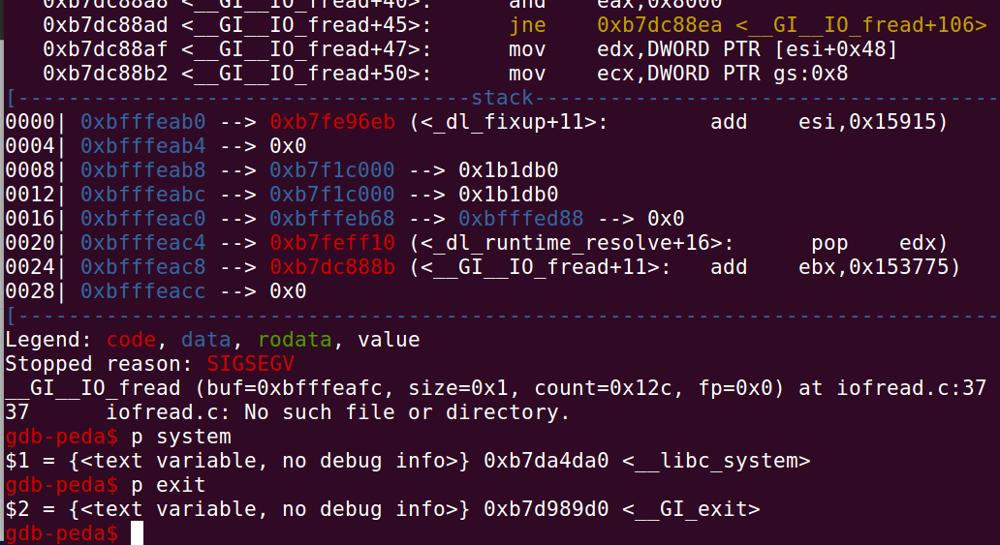 0xb7dc88a8 <__GI__IO_fread+40>:      and    eax,0x8000
   0xb7dc88ad <__GI__IO_fread+45>:      jne    0xb7dc88ea <__GI__IO_fread+106>
   0xb7dc88af <__GI__IO_fread+47>:      mov    edx,DWORD PTR [esi+0x48]
   0xb7dc88b2 <__GI__IO_fread+50>:      mov    ecx,DWORD PTR gs:0x8
[------------------------------------stack-------------------------------------
0000| 0xbfffeab0 --> 0xb7fe96eb (<_dl_fixup+11>:        add    esi,0x15915)
0004| 0xbfffeab4 --> 0x0
0008| 0xbfffeab8 --> 0xb7f1c000 --> 0x1b1db0
0012| 0xbfffeabc --> 0xb7f1c000 --> 0x1b1db0
0016| 0xbfffeac0 --> 0xbfffeb68 --> 0xbfffed88 --> 0x0
0020| 0xbfffeac4 --> 0xb7feff10 (<_dl_runtime_resolve+16>:      pop    edx)
0024| 0xbfffeac8 --> 0xb7dc888b (<__GI__IO_fread+11>:   add    ebx,0x153775)
0028| 0xbfffeacc --> 0x0
[------------------------------------------------------------------------------
Legend: code, data, rodata, value
Stopped reason: SIGSEGV
__GI__IO_fread (buf=0xbfffeafc, size=0x1, count=0x12c, fp=0x0) at iofread.c:37
37      iofread.c: No such file or directory.
gdb-peda$ p system
$1 = {<text variable, no debug info>} 0xb7da4da0 <__libc_system>
gdb-peda$ p exit
$2 = {<text variable, no debug info>} 0xb7d989d0 <__GI_exit>
gdb-peda$